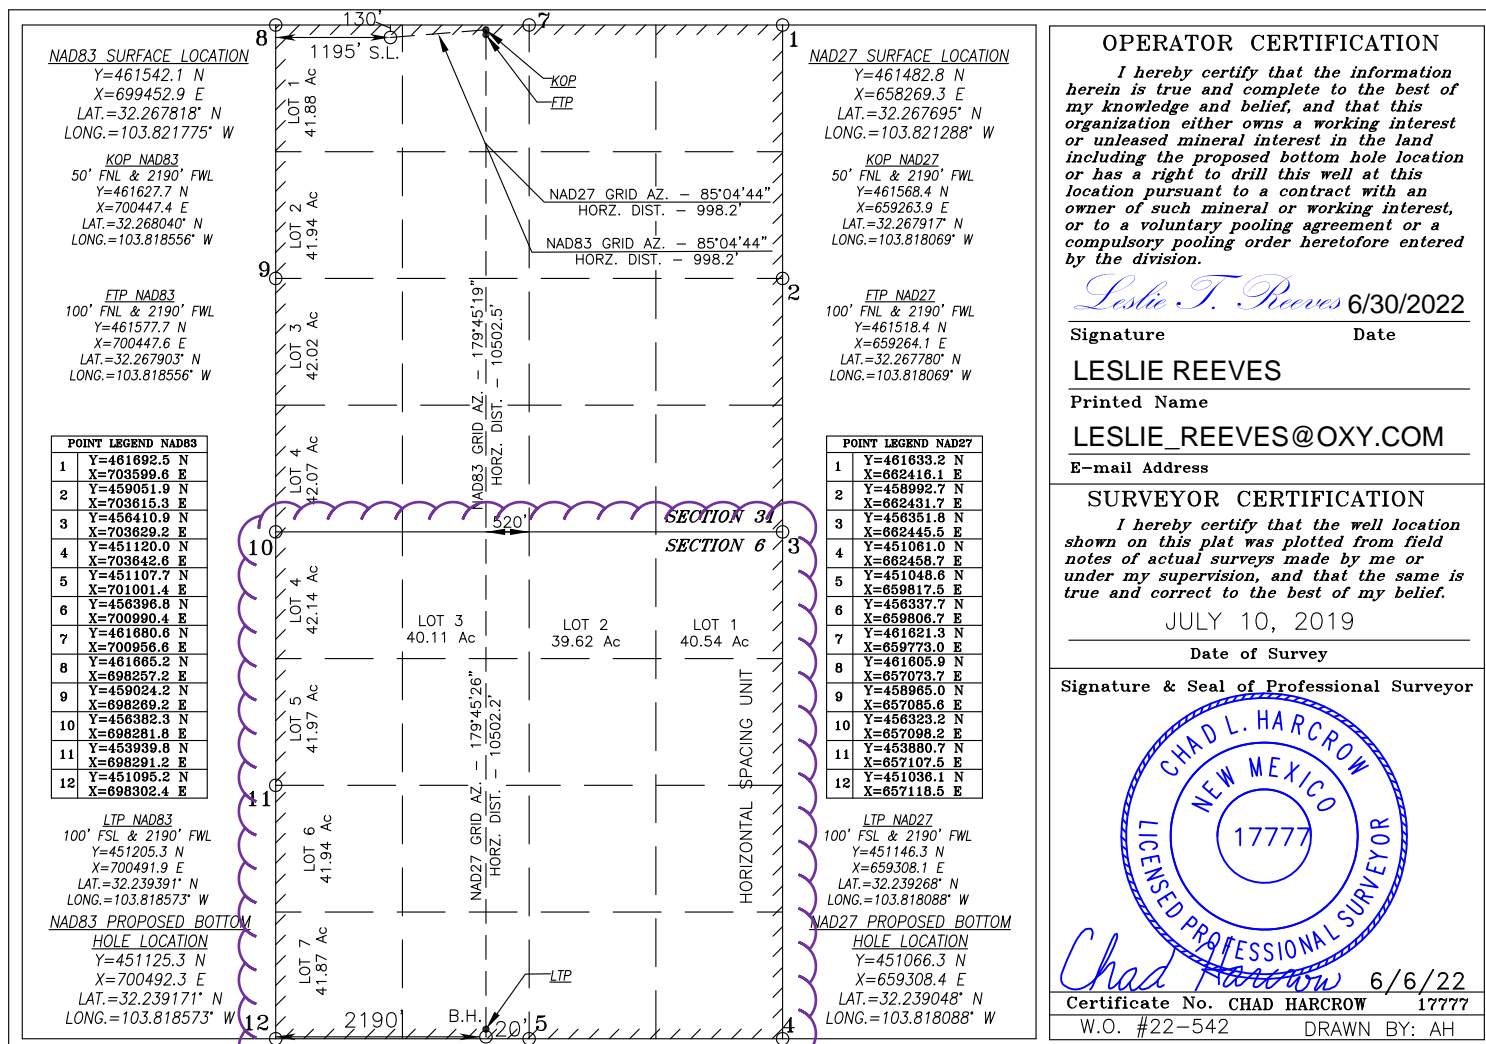 130'
8
7
1
1195' S.L.
KOP
FTP
NAD83 SURFACE LOCATION
Y=461542.1 N
X=699452.9 E
LAT.=32.267818° N
LONG.=103.821775° W
KOP NAD83
50' FNL & 2190' FWL
Y=461627.7 N
X=700447.4 E
LAT.=32.268040° N
LONG.=103.818556° W
FTP NAD83
100' FNL & 2190' FWL
Y=461577.7 N
X=700447.6 E
LAT.=32.267903° N
LONG.=103.818556° W
POINT LEGEND NAD83
1 Y=461692.5 N
X=703599.6 E
2 Y=459051.9 N
X=703615.3 E
3 Y=456410.9 N
X=703629.2 E
4 Y=451120.0 N
X=703642.6 E
5 Y=451107.7 N
X=701001.4 E
6 Y=456396.8 N
X=700990.4 E
7 Y=461680.6 N
X=700956.6 E
8 Y=461665.2 N
X=698257.2 E
9 Y=459024.2 N
X=698269.2 E
10 Y=456382.3 N
X=698281.8 E
11 Y=453939.8 N
X=698291.2 E
12 Y=451095.2 N
X=698302.4 E
LTP NAD83
100' FSL & 2190' FWL
Y=451205.3 N
X=700491.9 E
LAT.=32.239391° N
LONG.=103.818573° W
NAD83 PROPOSED BOTTOM
HOLE LOCATION
Y=451125.3 N
X=700492.3 E
LAT.=32.239171° N
LONG.=103.818573° W
LOT 1
41.88 Ac
LOT 2
41.94 Ac
LOT 3
42.02 Ac
LOT 4
42.07 Ac
9
2
NAD27 GRID AZ. - 85°04'44"
HORZ. DIST. - 998.2'
NAD83 GRID AZ. - 85°04'44"
HORZ. DIST. - 998.2'
NAD83 GRID AZ. - 179°45'19"
HORZ. DIST. - 10502.5'
SECTION 31
520'
10
SECTION 6
3
LOT 4
42.14 Ac
LOT 3
40.11 Ac
LOT 2
39.62 Ac
LOT 1
40.54 Ac
LOT 5
41.97 Ac
NAD27 GRID AZ. - 179°45'26"
HORZ. DIST. - 10502.2'
HORIZONTAL SPACING UNIT
11
LOT 6
41.94 Ac
LOT 7
41.87 Ac
LTP
B.H.
2190'
20'
12
5
4
NAD27 SURFACE LOCATION
Y=461482.8 N
X=658269.3 E
LAT.=32.267695° N
LONG.=103.821288° W
KOP NAD27
50' FNL & 2190' FWL
Y=461568.4 N
X=659263.9 E
LAT.=32.267917° N
LONG.=103.818069° W
FTP NAD27
100' FNL & 2190' FWL
Y=461518.4 N
X=659264.1 E
LAT.=32.267780° N
LONG.=103.818069° W
POINT LEGEND NAD27
1 Y=461633.2 N
X=662416.1 E
2 Y=458992.7 N
X=662431.7 E
3 Y=456351.8 N
X=662445.5 E
4 Y=451061.0 N
X=662458.7 E
5 Y=451048.6 N
X=659817.5 E
6 Y=456337.7 N
X=659806.7 E
7 Y=461621.3 N
X=659773.0 E
8 Y=461605.9 N
X=657073.7 E
9 Y=458965.0 N
X=657085.6 E
10 Y=456323.2 N
X=657098.2 E
11 Y=453880.7 N
X=657107.5 E
12 Y=451036.1 N
X=657118.5 E
LTP NAD27
100' FSL & 2190' FWL
Y=451146.3 N
X=659308.1 E
LAT.=32.239268° N
LONG.=103.818088° W
NAD27 PROPOSED BOTTOM
HOLE LOCATION
Y=451066.3 N
X=659308.4 E
LAT.=32.239048° N
LONG.=103.818088° W
OPERATOR CERTIFICATION
I hereby certify that the information
herein is true and complete to the best of
my knowledge and belief, and that this
organization either owns a working interest
or unleased mineral interest in the land
including the proposed bottom hole location
or has a right to drill this well at this
location pursuant to a contract with an
owner of such mineral or working interest,
or to a voluntary pooling agreement or a
compulsory pooling order heretofore entered
by the division.
Leslie T. Reeves 6/30/2022
Signature Date
LESLIE REEVES
Printed Name
LESLIE_REEVES@OXY.COM
E-mail Address
SURVEYOR CERTIFICATION
I hereby certify that the well location
shown on this plat was plotted from field
notes of actual surveys made by me or
under my supervision, and that the same is
true and correct to the best of my belief.
JULY 10, 2019
Date of Survey
Signature & Seal of Professional Surveyor
CHAD L. HARCROW
NEW MEXICO
17777
LICENSED PROFESSIONAL SURVEYOR
Chad Harcrow 6/6/22
Certificate No. CHAD HARCROW 17777
W.O. #22-542 DRAWN BY: AH